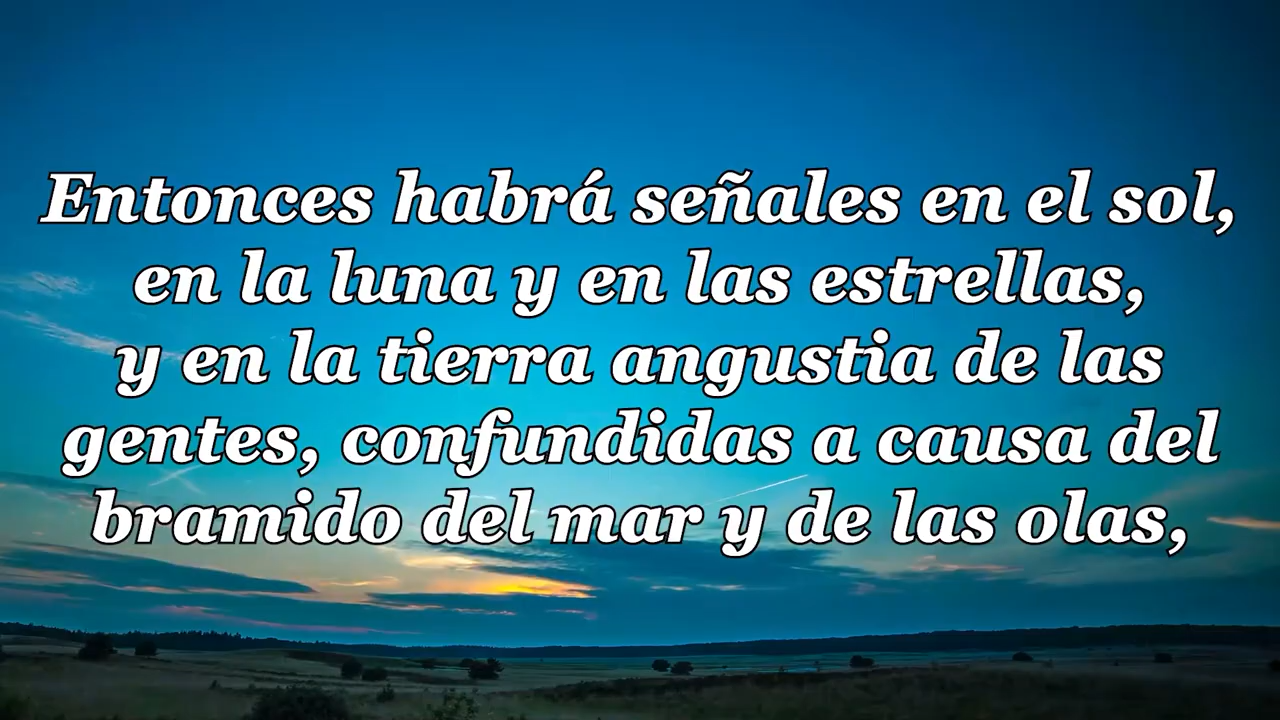 Entonces habrá señales en el sol,
en la luna y en las estrellas,
y en la tierra angustia de las
gentes, confundidas a causa del
bramido del mar y de las olas,